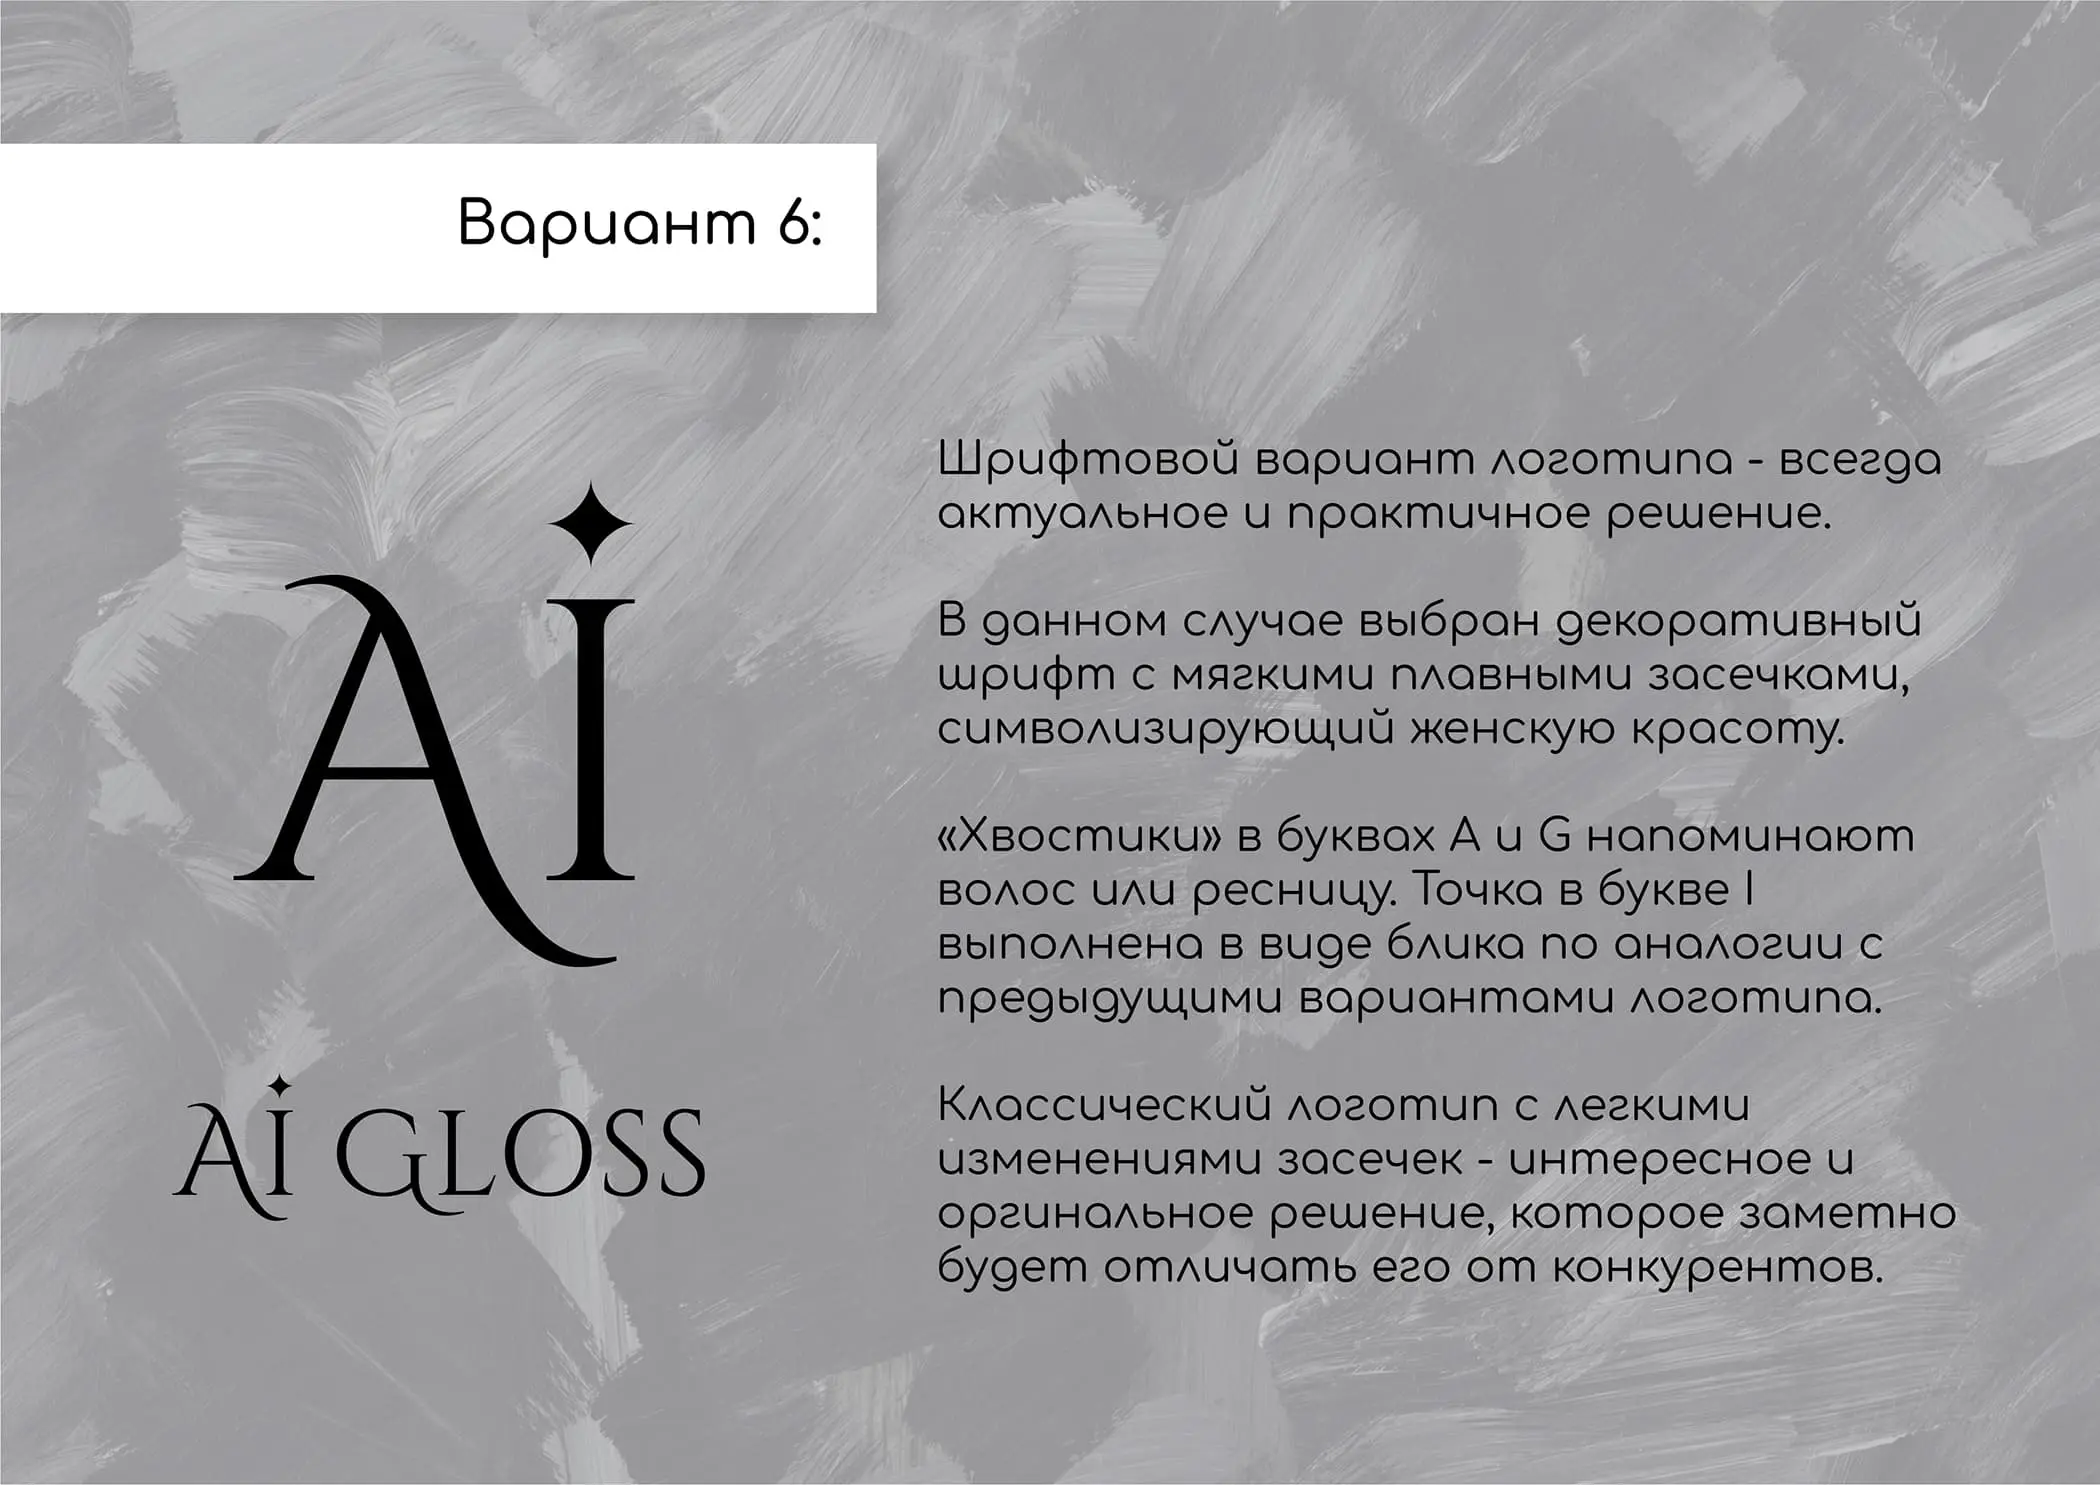 Вариант 6:
Ai
Ai Gloss
Шрифтовой вариант логотипа - всегда
актуальное и практичное решение.
В данном случае выбран декоративный
шрифт с мягкими плавными засечками,
символизирующий женскую красоту.
«Хвостики» в буквах A и G напоминают
волос или ресницу. Точка в букве I
выполнена в виде блика по аналогии с
предыдущими вариантами логотипа.
Классический логотип с легкими
изменениями засечек - интересное и
оргинальное решение, которое заметно
будет отличать его от конкурентов.